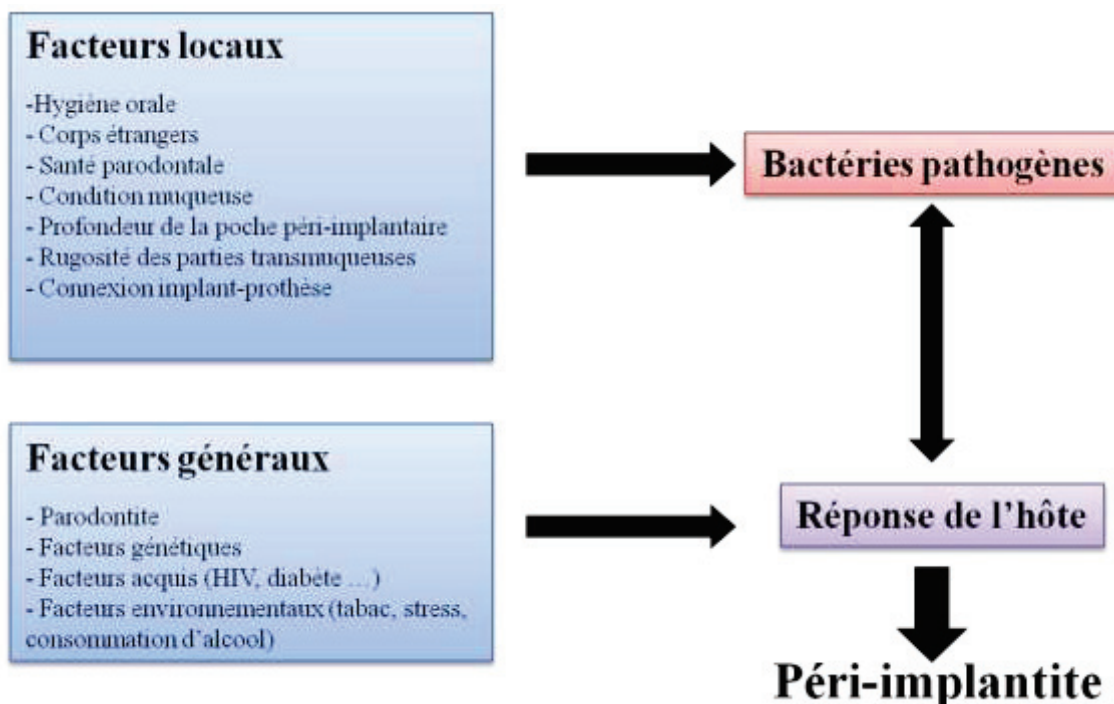 Facteurs locaux
-Hygiène orale
- Corps étrangers
- Santé parodontale
- Condition muqueuse
- Profondeur de la poche péri-implantaire
- Rugosité des parties transmuqueuses
- Connexion implant-prothèse
Bactéries pathogènes
Facteurs généraux
- Parodontite
- Facteurs génétiques
- Facteurs acquis (HIV, diabète …)
- Facteurs environnementaux (tabac, stress,
consommation d'alcool)
Réponse de l'hôte
Péri-implantite